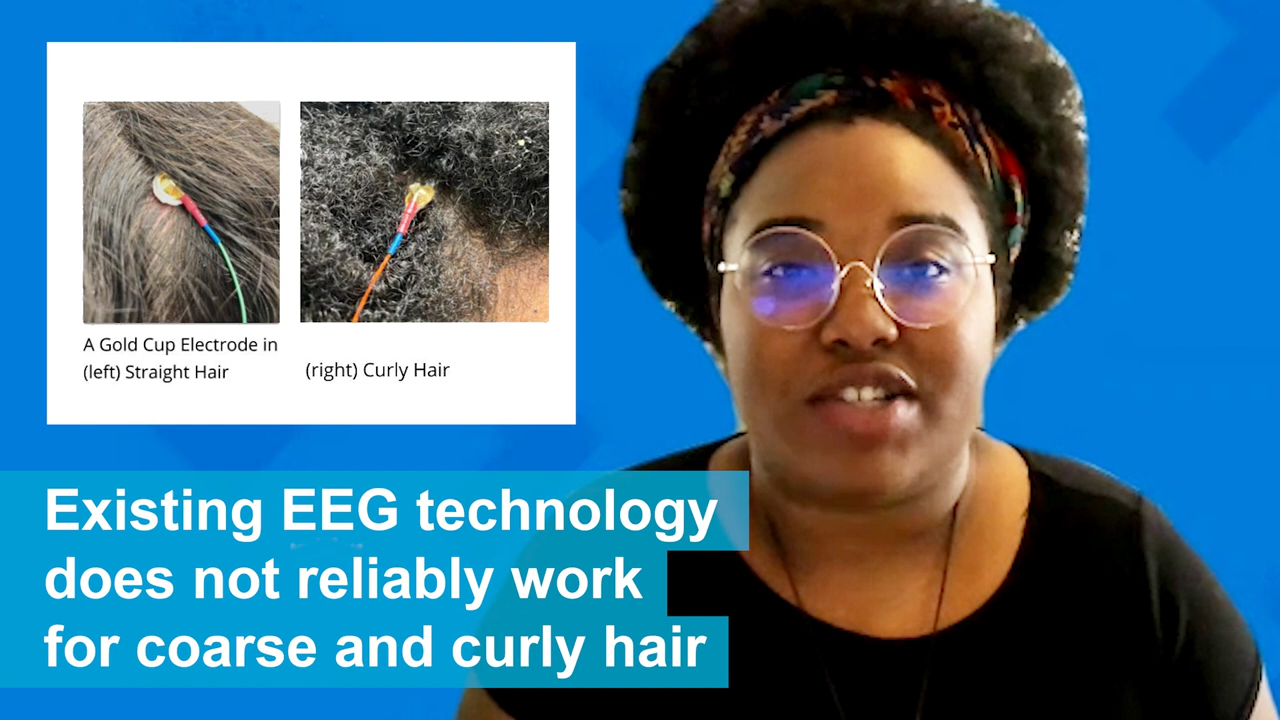 A Gold Cup Electrode in
(left) Straight Hair
(right) Curly Hair
Existing EEG technology
does not reliably work
for coarse and curly hair